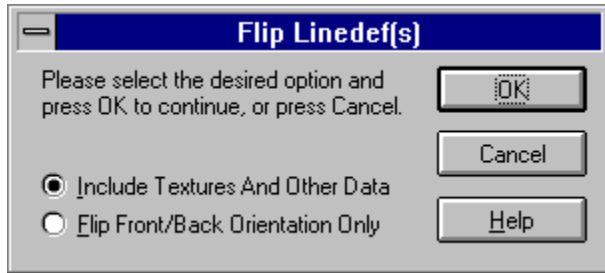 Flip Linedef(s)
Please select the desired option and
press OK to continue, or press Cancel.
OK
Cancel
Include Textures And Other Data
Flip Front/Back Orientation Only
Help